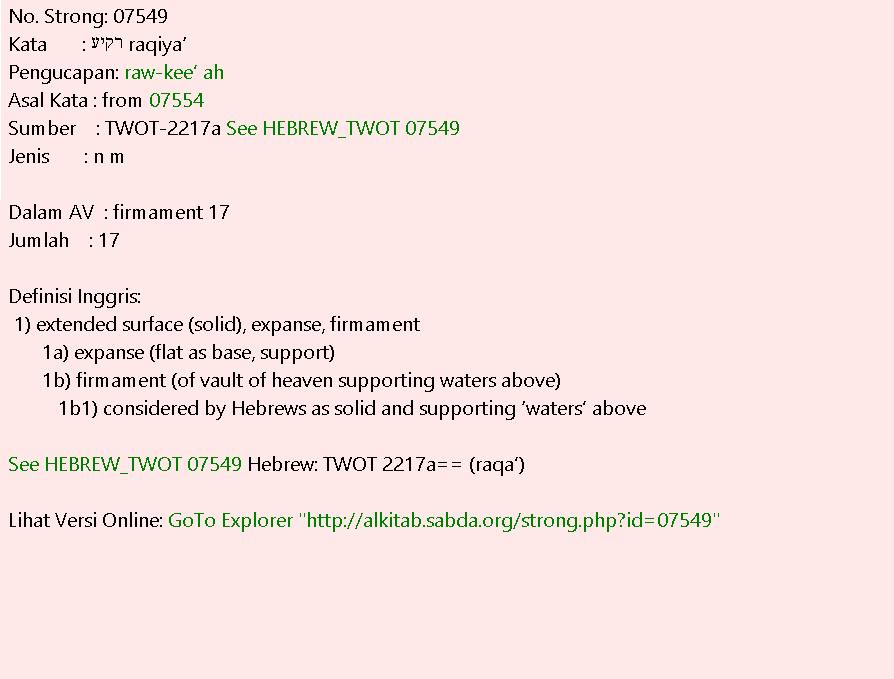 No. Strong: 07549
Kata : רקיע raqiya’
Pengucapan: raw-kee‘ ah
Asal Kata : from 07554
Sumber : TWOT-2217a See HEBREW_TWOT 07549
Jenis : n m
Dalam AV : firmament 17
Jumlah : 17
Definisi Inggris:
1) extended surface (solid), expanse, firmament
1a) expanse (flat as base, support)
1b) firmament (of vault of heaven supporting waters above)
1b1) considered by Hebrews as solid and supporting ’waters‘ above
See HEBREW_TWOT 07549 Hebrew: TWOT 2217a== (raqa‘)
Lihat Versi Online: GoTo Explorer "http://alkitab.sabda.org/strong.php?id=07549"